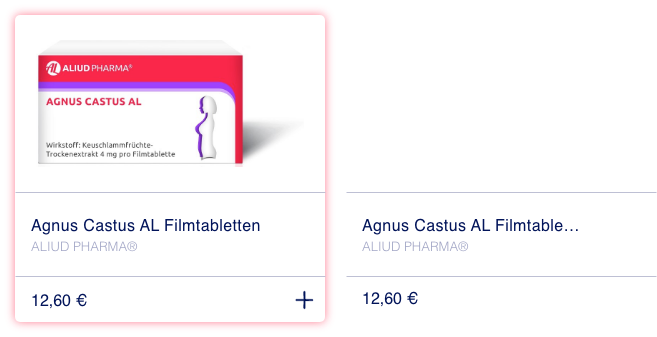 ALIUD PHARMA®
AGNUS CASTUS AL
Wirkstoff: Keuschlammfrüchte-
Trockenextrakt 4 mg pro Filmtablette
Agnus Castus AL Filmtabletten
ALIUD PHARMA®
12,60 €
Agnus Castus AL Filmtable...
ALIUD PHARMA®
12,60 €